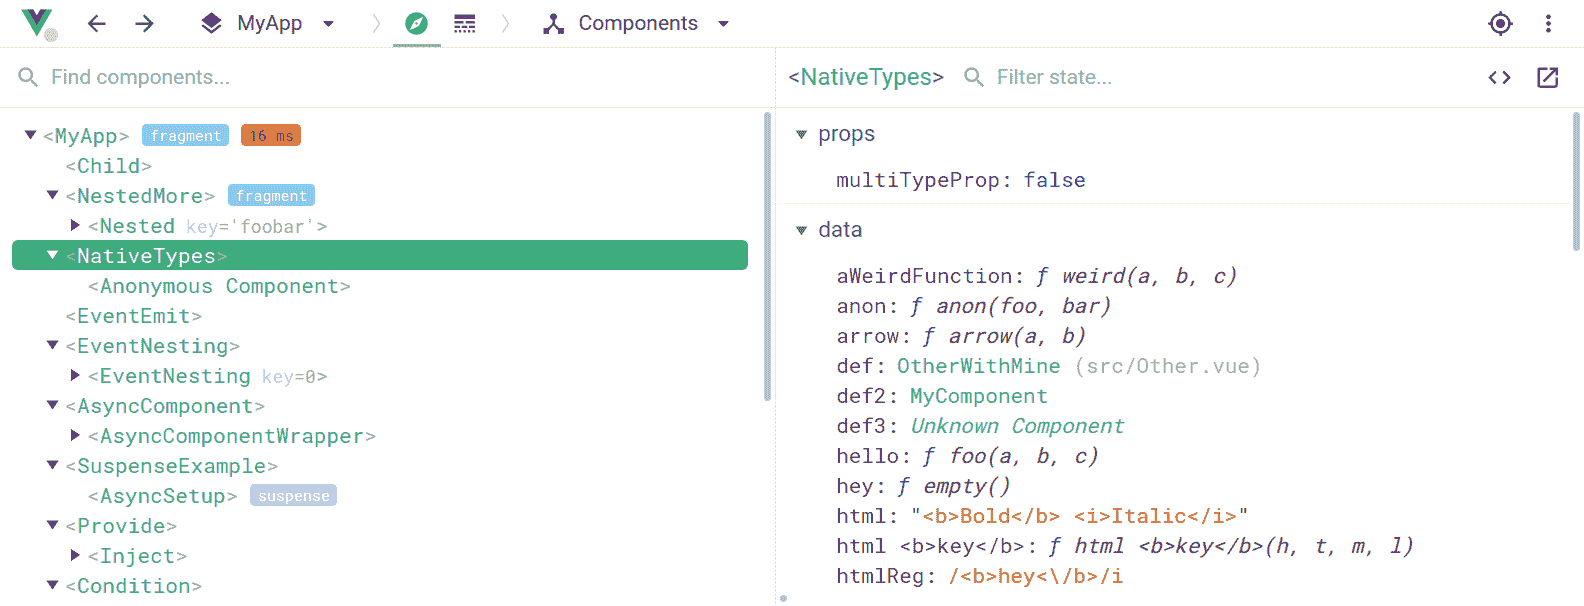 MyApp Components
Find components...
<MyApp> fragment 16 ms
<Child>
<NestedMore> fragment
<Nested key='foobar'>
<NativeTypes>
<Anonymous Component>
<EventEmit>
<EventNesting>
<EventNesting key=0>
<AsyncComponent>
<AsyncComponentWrapper>
<SuspenseExample>
<AsyncSetup> suspense
<Provide>
<Inject>
<Condition>
<NativeTypes> Filter state...
props
multiTypeProp: false
data
aWeirdFunction: ƒ weird(a, b, c)
anon: ƒ anon(foo, bar)
arrow: ƒ arrow(a, b)
def: OtherWithMine (src/Other.vue)
def2: MyComponent
def3: Unknown Component
hello: ƒ foo(a, b, c)
hey: ƒ empty()
html: "<b>Bold</b> <i>Italic</i>"
html <b>key</b>: ƒ html <b>key</b>(h, t, m, l)
htmlReg: /<b>hey<\/b>/i